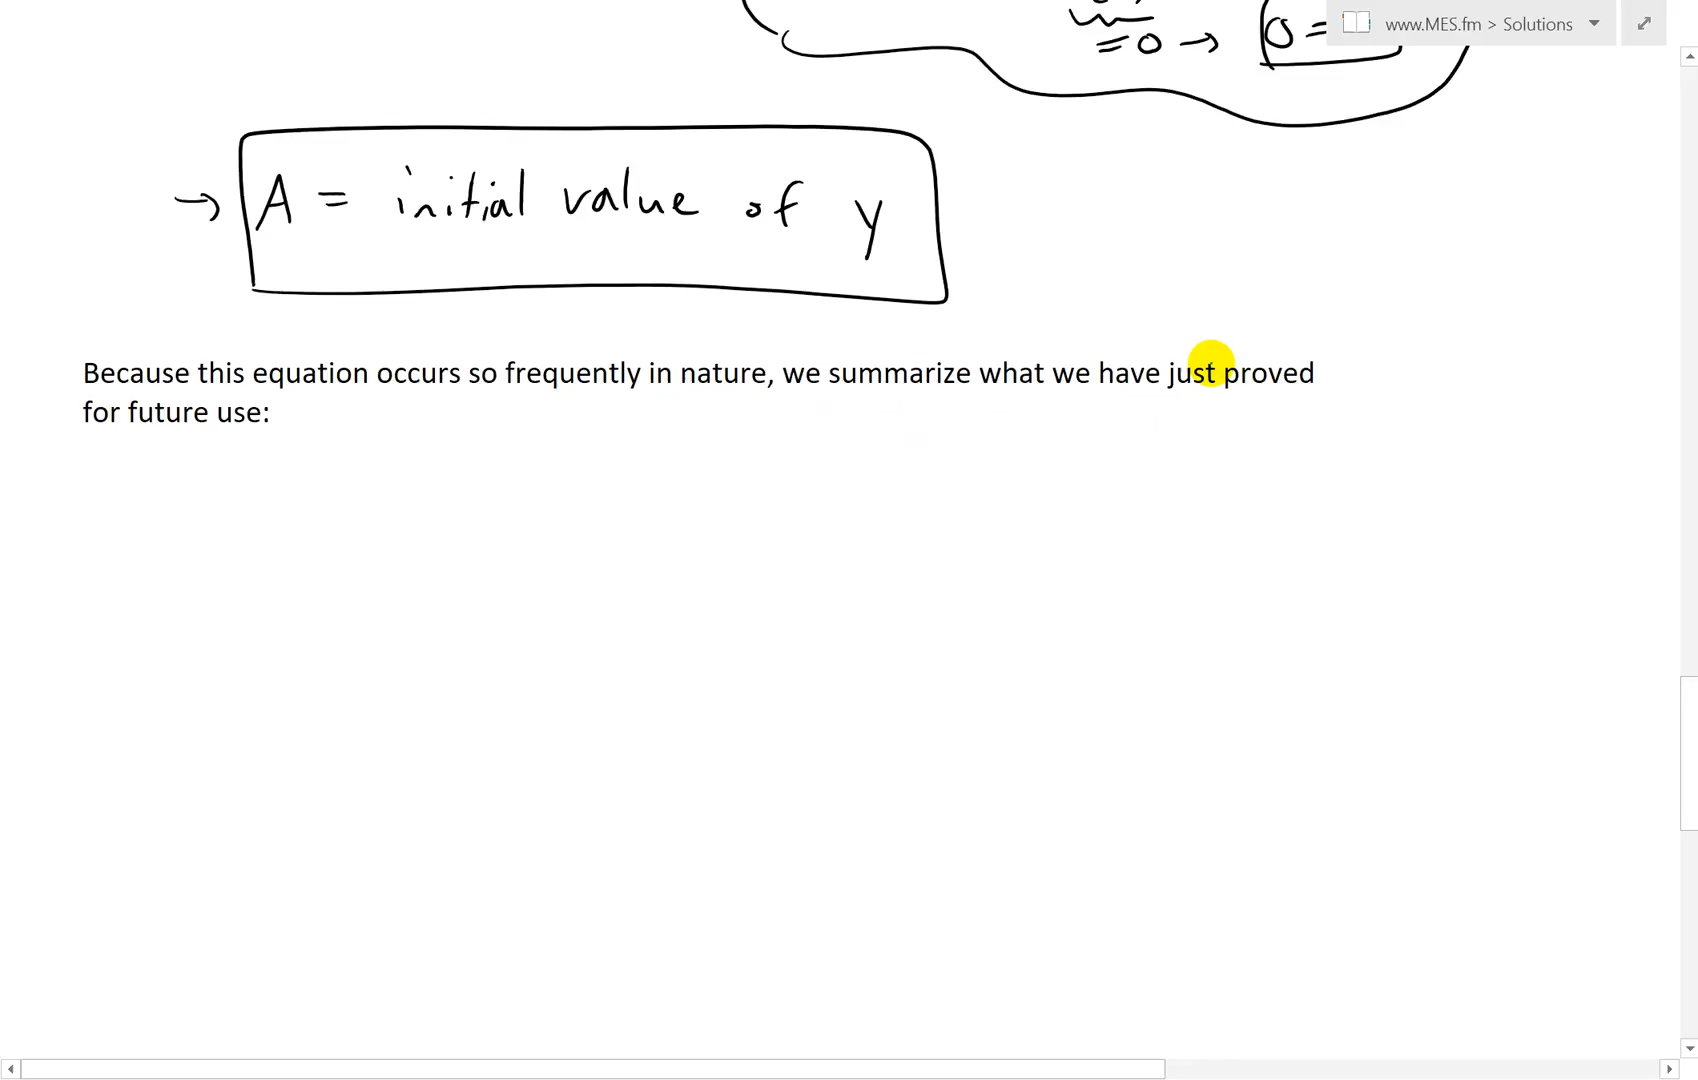 www.MES.fm > Solutions
= 0 → 0 =
→ A = initial value of y
Because this equation occurs so frequently in nature, we summarize what we have just proved
for future use: